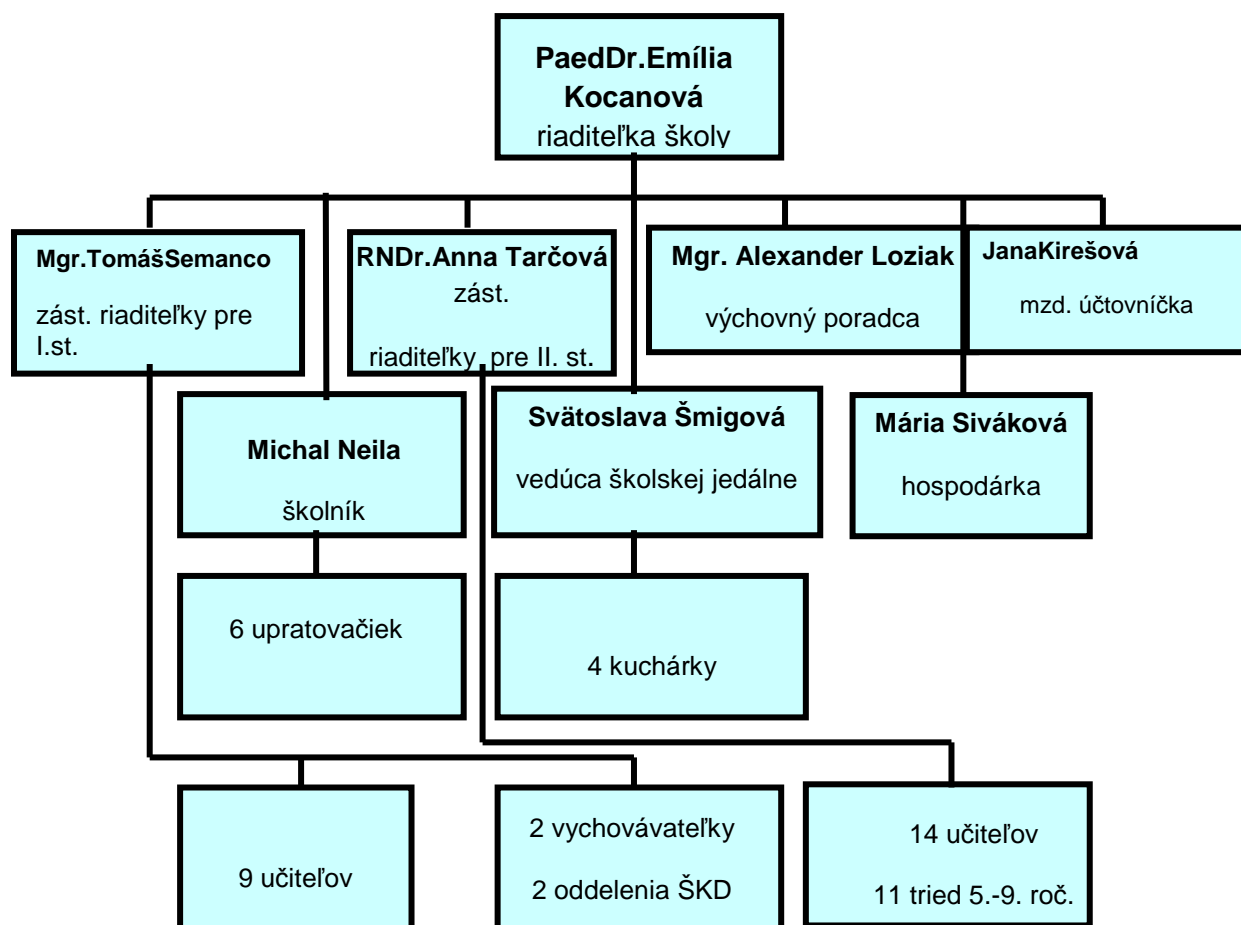 PaedDr.Emília
Kocanová
riaditeľka školy
Mgr.TomášSemanco
zást. riaditeľky pre
I.st.
RNDr.Anna Tarčová
zást.
riaditeľky pre II. st.
Mgr. Alexander Loziak
výchovný poradca
JanaKirešová
mzd. účtovníčka
Michal Neila
školník
Svätoslava Šmigová
vedúca školskej jedálne
Mária Siváková
hospodárka
6 upratovačiek
4 kuchárky
9 učiteľov
2 vychovávateľky
2 oddelenia ŠKD
14 učiteľov
11 tried 5.-9. roč.